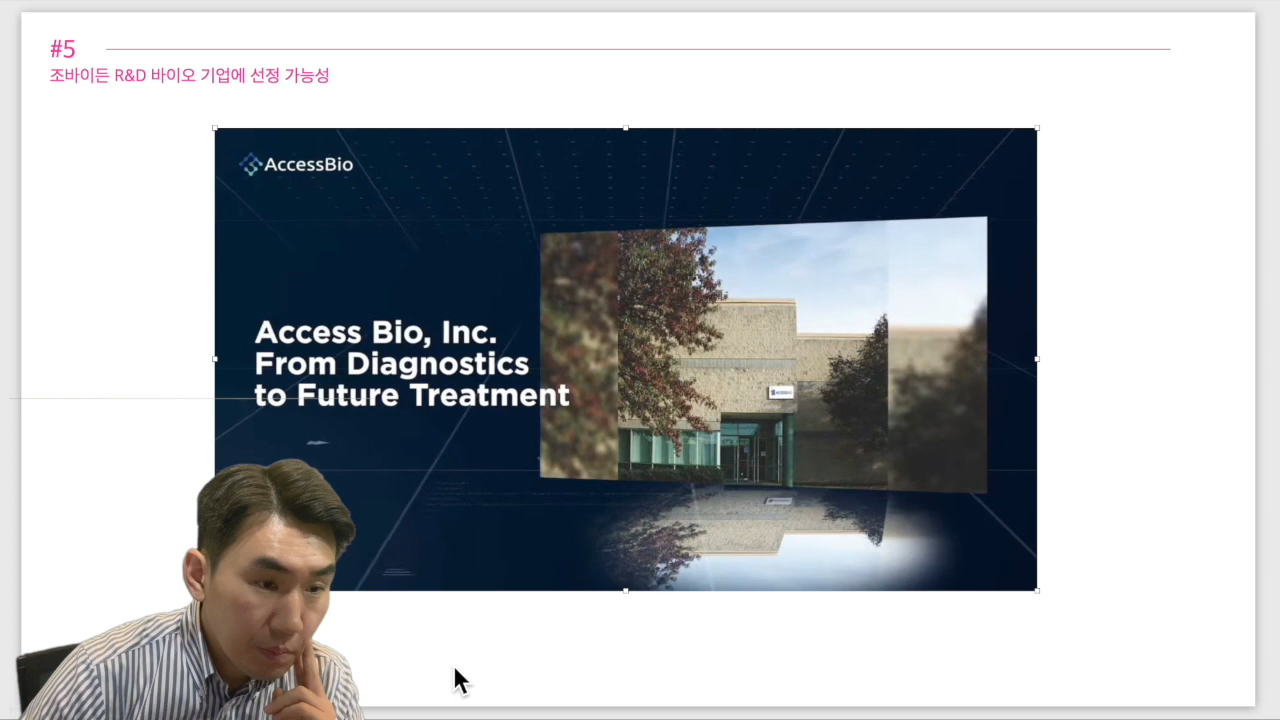 #5
조바이든 R&D 바이오 기업에 선정 가능성
AccessBio
Access Bio, Inc.
From Diagnostics
to Future Treatment